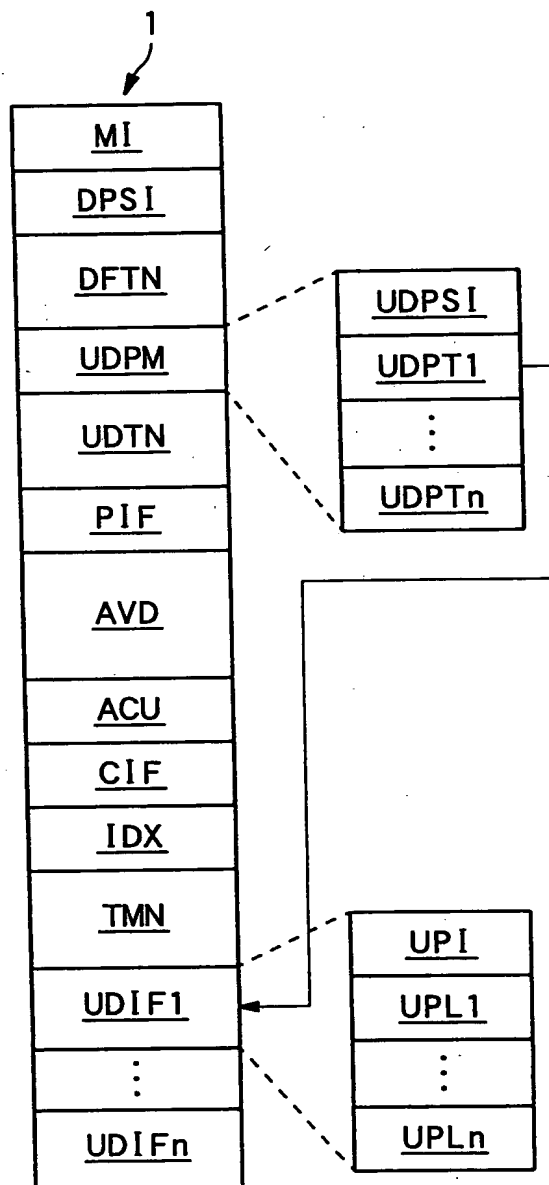 1
MI
DPSI
DFTN
UDPM
UDTN
PIF
AVD
ACU
CIF
IDX
TMN
UDIF1
⋮
UDIFn
UDPSI
UDPT1
⋮
UDPTn
UPI
UPL1
⋮
UPLn